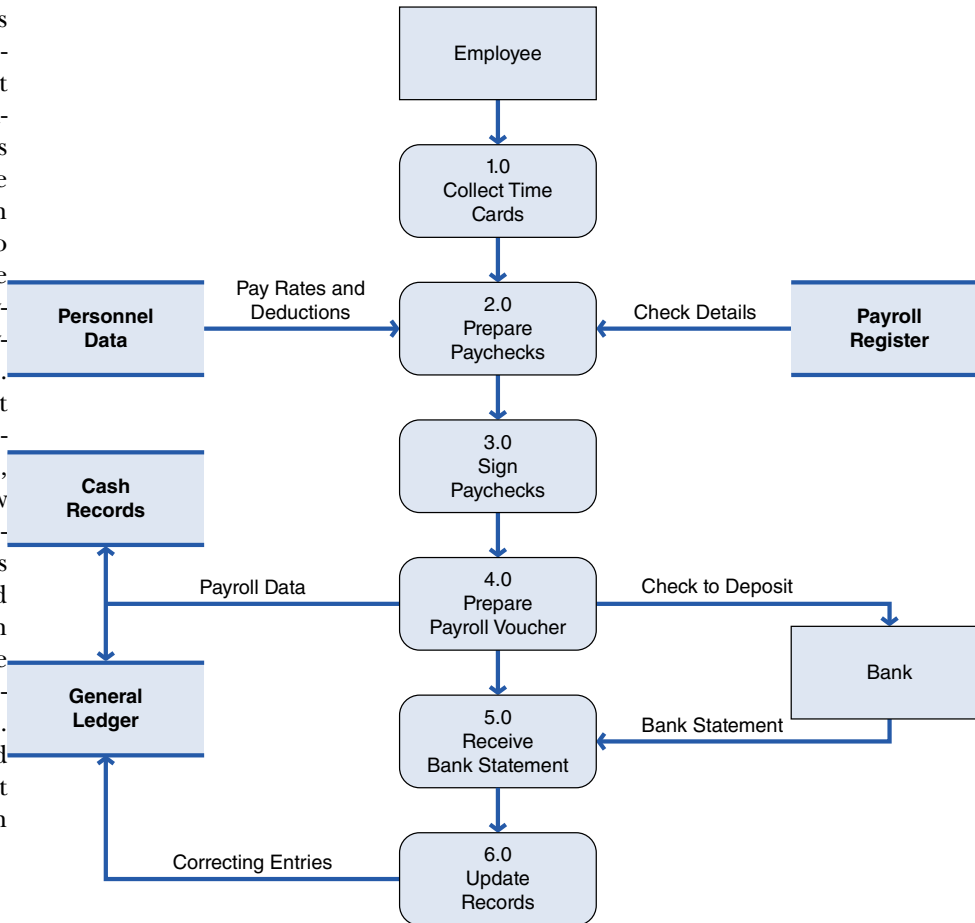 Employee
1.0
Collect Time
Cards
Pay Rates and
Deductions
Personnel
Data
2.0
Prepare
Paychecks
Check Details
Payroll
Register
3.0
Sign
Paychecks
Cash
Records
Payroll Data
4.0
Prepare
Payroll Voucher
Check to Deposit
Bank
General
Ledger
5.0
Receive
Bank Statement
Bank Statement
Correcting Entries
6.0
Update
Records